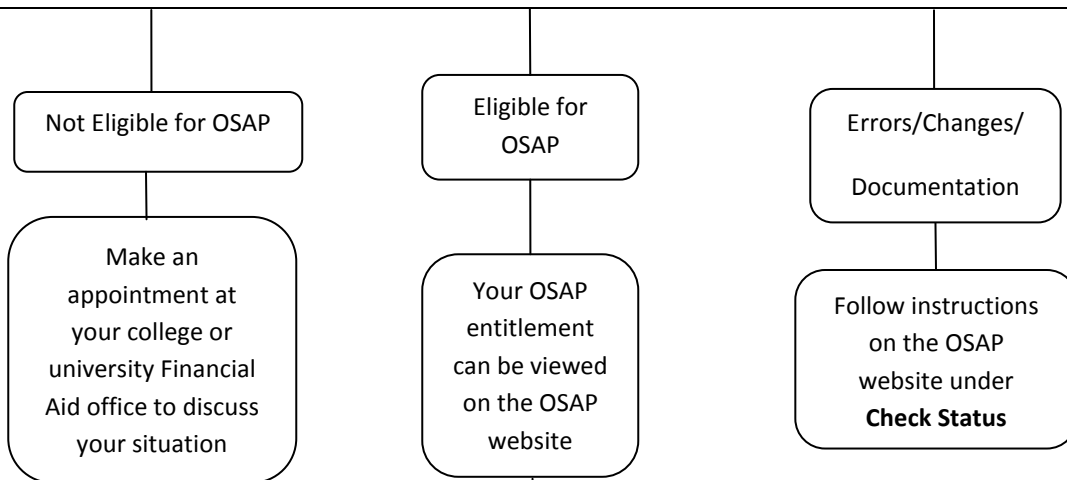 Not Eligible for OSAP
Make an
appointment at
your college or
university Financial
Aid office to discuss
your situation
Eligible for
OSAP
Your OSAP
entitlement
can be viewed
on the OSAP
website
Errors/Changes/
Documentation
Follow instructions
on the OSAP
website under
Check Status